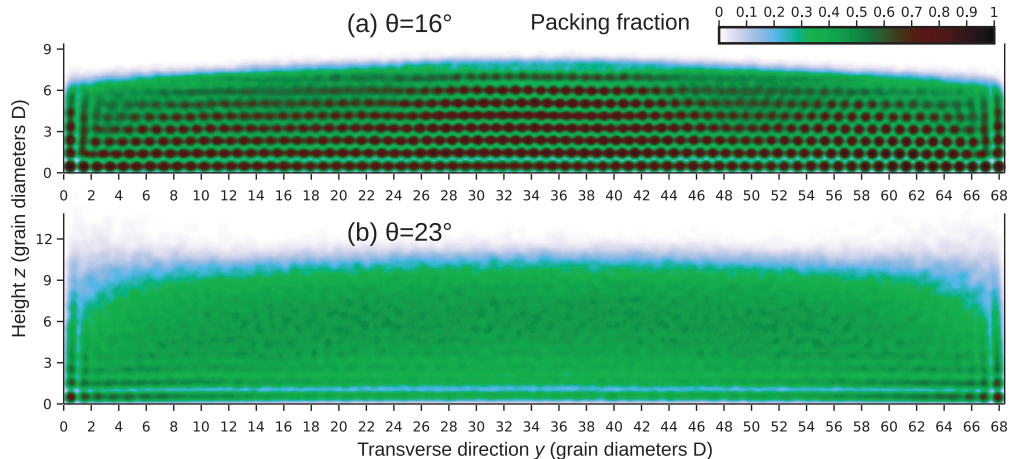 (a) θ=16° Packing fraction
0 0.1 0.2 0.3 0.4 0.5 0.6 0.7 0.8 0.9 1
9
6
3
0
0 2 4 6 8 10 12 14 16 18 20 22 24 26 28 30 32 34 36 38 40 42 44 46 48 50 52 54 56 58 60 62 64 66 68
Height z (grain diameters D)
(b) θ=23°
12
9
6
3
0
0 2 4 6 8 10 12 14 16 18 20 22 24 26 28 30 32 34 36 38 40 42 44 46 48 50 52 54 56 58 60 62 64 66 68
Transverse direction y (grain diameters D)